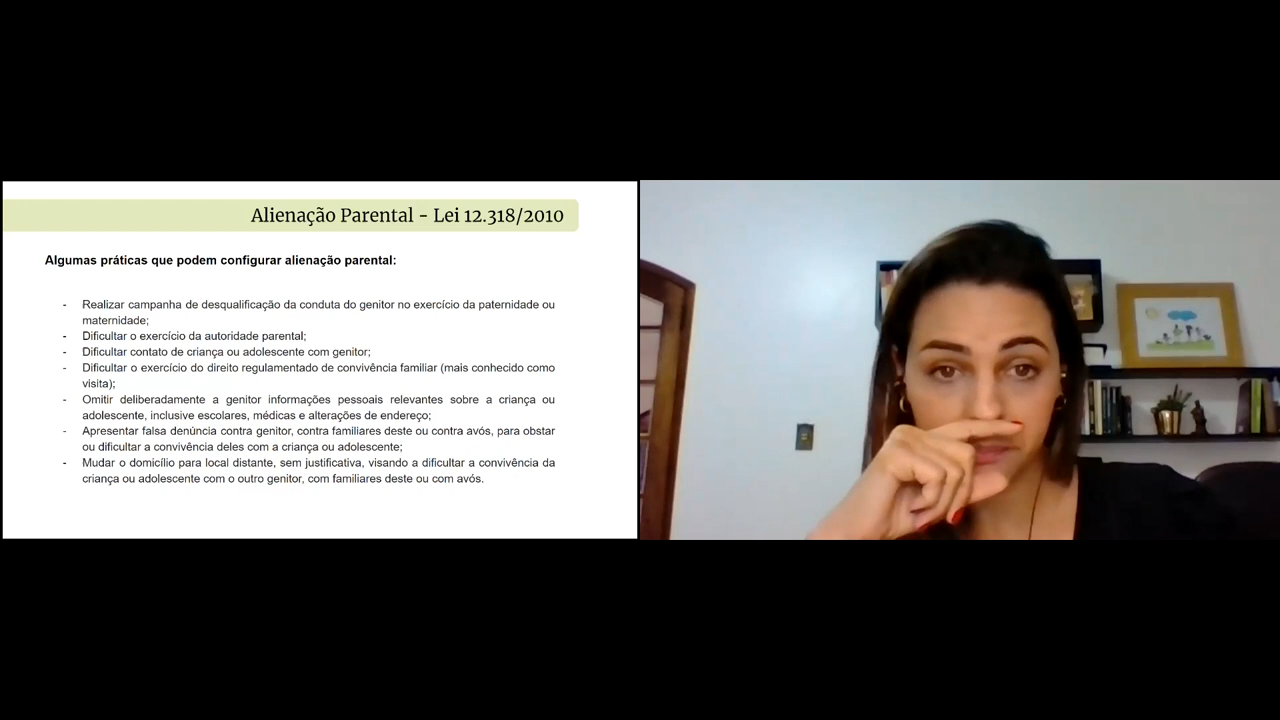 Alienação Parental - Lei 12.318/2010
Algumas práticas que podem configurar alienação parental:
- Realizar campanha de desqualificação da conduta do genitor no exercício da paternidade ou
maternidade;
- Dificultar o exercício da autoridade parental;
- Dificultar contato de criança ou adolescente com genitor;
- Dificultar o exercício do direito regulamentado de convivência familiar (mais conhecido como
visita);
- Omitir deliberadamente a genitor informações pessoais relevantes sobre a criança ou
adolescente, inclusive escolares, médicas e alterações de endereço;
- Apresentar falsa denúncia contra genitor, contra familiares deste ou contra avós, para obstar
ou dificultar a convivência deles com a criança ou adolescente;
- Mudar o domicílio para local distante, sem justificativa, visando a dificultar a convivência da
criança ou adolescente com o outro genitor, com familiares deste ou com avós.